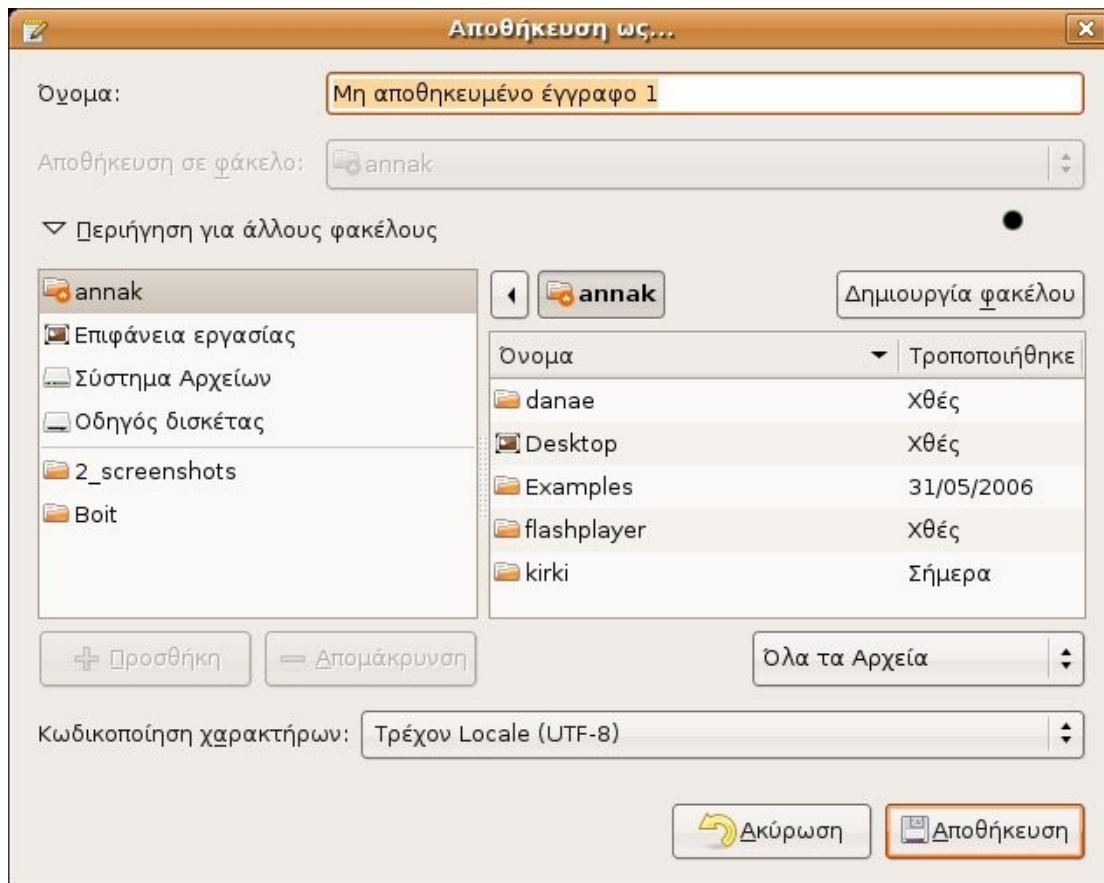 Αποθήκευση ως...
Όνομα: Μη αποθηκευμένο έγγραφο 1
Αποθήκευση σε φάκελο: annak
Περιήγηση για άλλους φακέλους
annak
Επιφάνεια εργασίας
Σύστημα Αρχείων
Οδηγός δισκέτας
2_screenshots
Boit
annak Δημιουργία φακέλου
Όνομα Τροποποιήθηκε
danae Χθές
Desktop Χθές
Examples 31/05/2006
flashplayer Χθές
kirki Σήμερα
Προσθήκη Απομάκρυνση Όλα τα Αρχεία
Κωδικοποίηση χαρακτήρων: Τρέχον Locale (UTF-8)
Ακύρωση Αποθήκευση